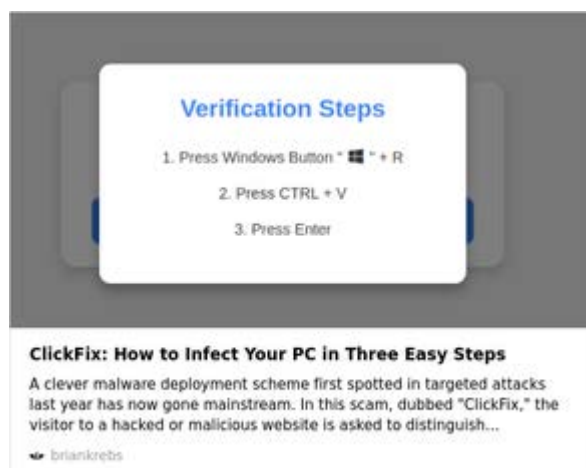 Verification Steps
1. Press Windows Button " " + R
2. Press CTRL + V
3. Press Enter
ClickFix: How to Infect Your PC in Three Easy Steps
A clever malware deployment scheme first spotted in targeted attacks
last year has now gone mainstream. In this scam, dubbed "ClickFix," the
visitor to a hacked or malicious website is asked to distinguish...
briankrebs